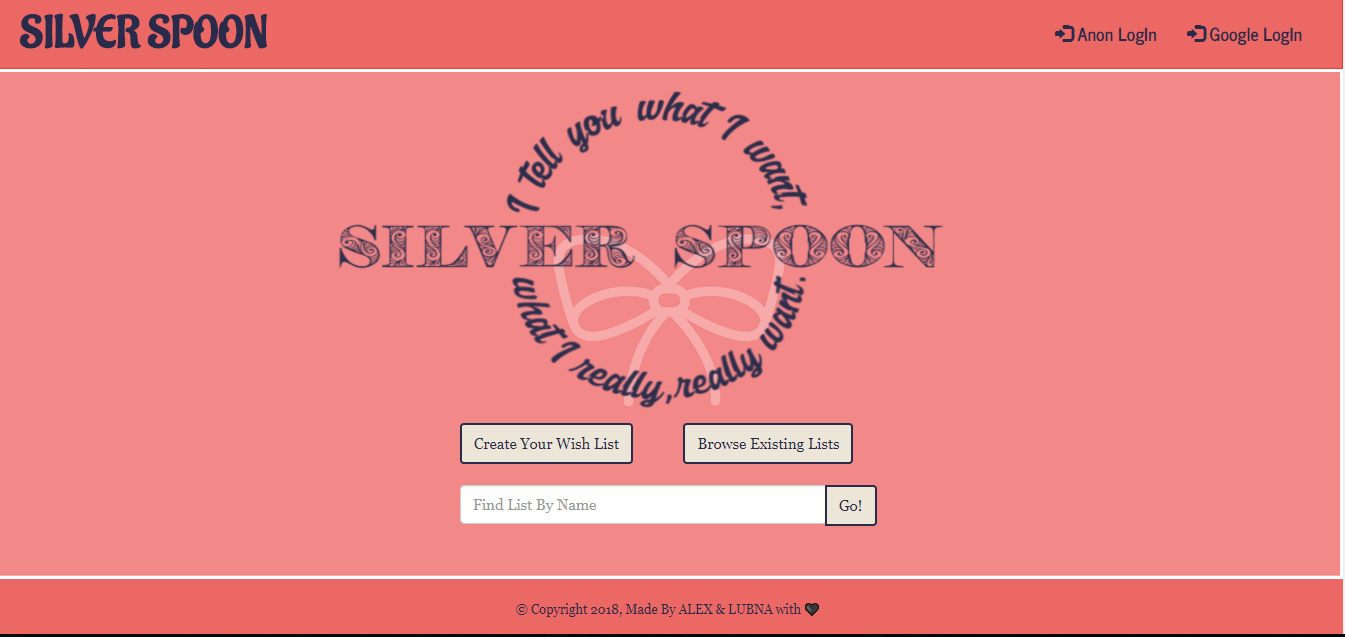 SILVER SPOON
Anon LogIn
Google LogIn
I tell you what I want,
SILVER SPOON
what I really, really want.
Create Your Wish List
Browse Existing Lists
Find List By Name
Go!
© Copyright 2018, Made By ALEX & LUBNA with 🖤